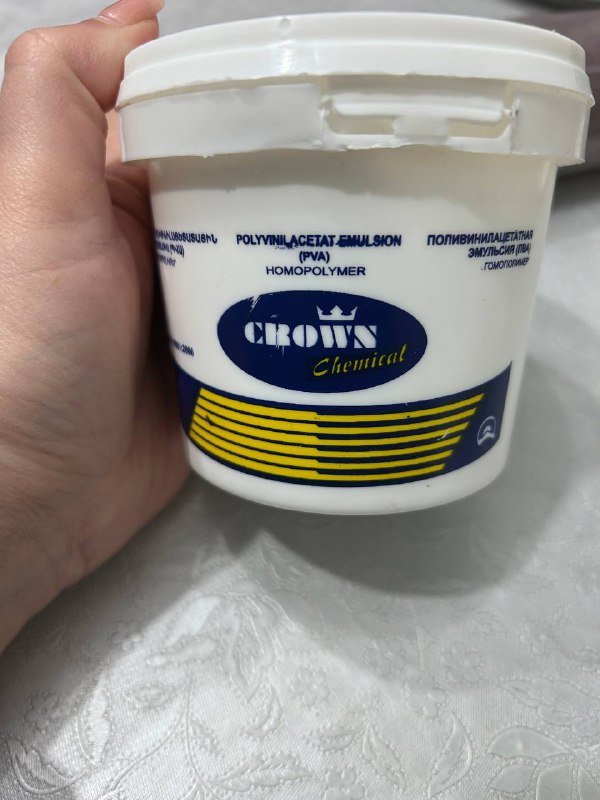 POLYVINILACETAT EMULSION
(PVA)
HOMOPOLYMER
ПОЛИВИНИЛАЦЕТАТНАЯ
ЭМУЛЬСИЯ (ПВА)
ГОМОПОЛИМЕР
CROWN
Chemical